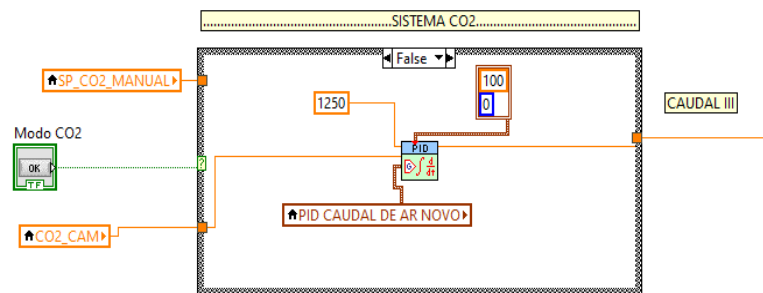 .................................................SISTEMA CO2..........................................
False
SP_CO2_MANUAL
100
1250
0
CAUDAL III
Modo CO2
PID
OK
?
TF
G ∫ d/dt
PID CAUDAL DE AR NOVO
CO2_CAM